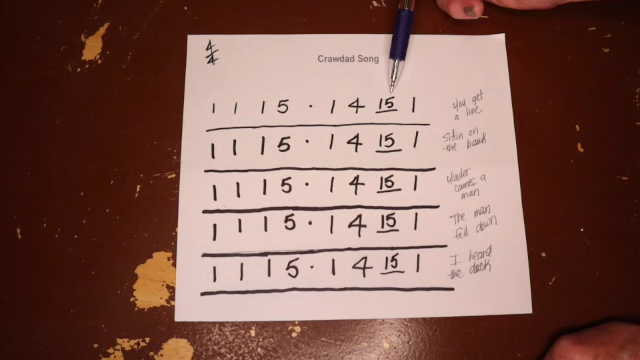 4
4
Crawdad Song
1 1 1 5 · 1 4 15 1
You get
a line
1 1 1 5 · 1 4 15 1
Sittin on
the bank
1 1 1 5 · 1 4 15 1
Yonder
comes a
man
1 1 1 5 · 1 4 15 1
The man
fell down
1 1 1 5 · 1 4 15 1
I heard
the duck